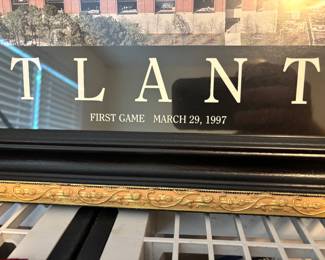 TLANT
FIRST GAME MARCH 29, 1997